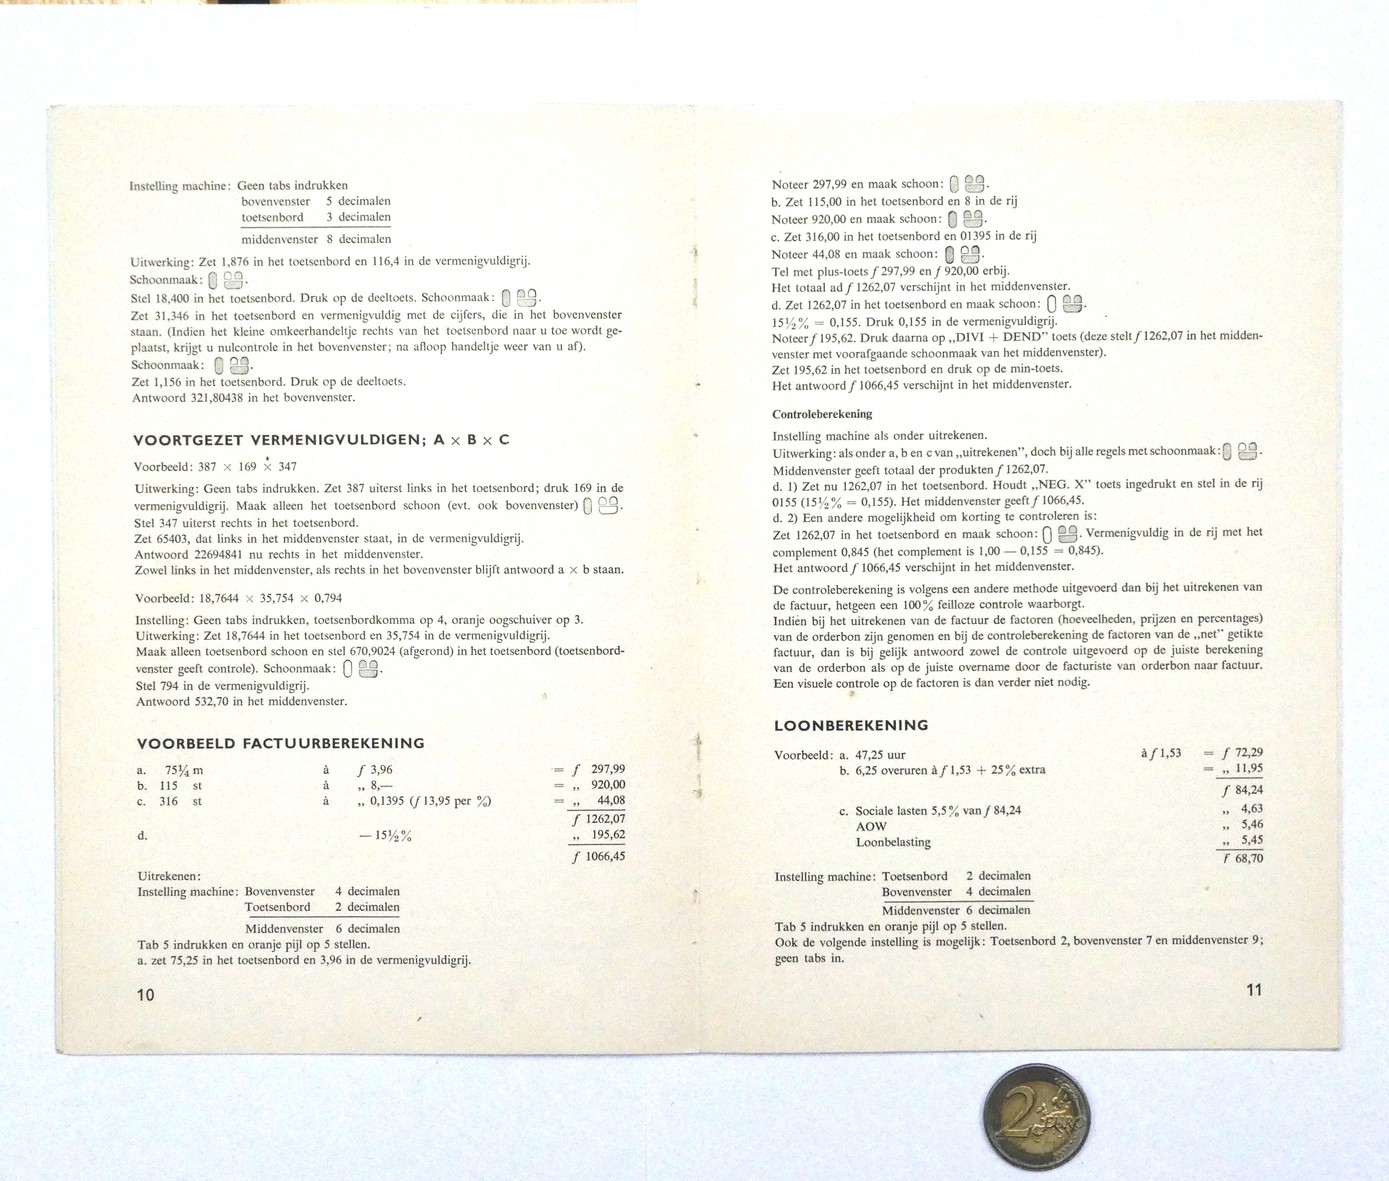 Instelling machine: Geen tabs indrukken
bovenvenster 5 decimalen
toetsenbord 3 decimalen
middenvenster 8 decimalen
Uitwerking: Zet 1,876 in het toetsenbord en 116,4 in de vermenigvuldigrij.
Schoonmaak:
Stel 18,400 in het toetsenbord. Druk op de deeltoets. Schoonmaak:
Zet 31,346 in het toetsenbord en vermenigvuldig met de cijfers, die in het bovenvenster
staan. (Indien het kleine omkeerhandeltje rechts van het toetsenbord naar u toe wordt ge-
plaatst, krijgt u nulcontrole in het bovenvenster; na afloop handeltje weer van u af).
Schoonmaak:
Zet 1,156 in het toetsenbord. Druk op de deeltoets.
Antwoord 321,80438 in het bovenvenster.
VOORTGEZET VERMENIGVULDIGEN; A × B × C
Voorbeeld: 387 × 169 × 347
Uitwerking: Geen tabs indrukken. Zet 387 uiterst links in het toetsenbord; druk 169 in de
vermenigvuldigrij. Maak alleen het toetsenbord schoon (evt. ook bovenvenster) .
Stel 347 uiterst rechts in het toetsenbord.
Zet 65403, dat links in het middenvenster staat, in de vermenigvuldigrij.
Antwoord 22694841 nu rechts in het middenvenster.
Zowel links in het middenvenster, als rechts in het bovenvenster blijft antwoord a × b staan.
Voorbeeld: 18,7644 × 35,754 × 0,794
Instelling: Geen tabs indrukken, toetsenbordkomma op 4, oranje oogschuiver op 3.
Uitwerking: Zet 18,7644 in het toetsenbord en 35,754 in de vermenigvuldigrij.
Maak alleen toetsenbord schoon en stel 670,9024 (afgerond) in het toetsenbord (toetsenbord-
venster geeft controle). Schoonmaak: .
Stel 794 in de vermenigvuldigrij.
Antwoord 532,70 in het middenvenster.
VOORBEELD FACTUURBEREKENING
a. 75¼ m à ƒ 3,96 = ƒ 297,99
b. 115 st à „ 8,— = „ 920,00
c. 316 st à „ 0,1395 (ƒ 13,95 per %) = „ 44,08
ƒ 1262,07
d. — 15½% „ 195,62
ƒ 1066,45
Uitrekenen:
Instelling machine: Bovenvenster 4 decimalen
Toetsenbord 2 decimalen
Middenvenster 6 decimalen
Tab 5 indrukken en oranje pijl op 5 stellen.
a. zet 75,25 in het toetsenbord en 3,96 in de vermenigvuldigrij.
10
Noteer 297,99 en maak schoon: .
b. Zet 115,00 in het toetsenbord en 8 in de rij
Noteer 920,00 en maak schoon: .
c. Zet 316,00 in het toetsenbord en 01395 in de rij
Noteer 44,08 en maak schoon: .
Tel met plus-toets ƒ 297,99 en ƒ 920,00 erbij.
Het totaal ad ƒ 1262,07 verschijnt in het middenvenster.
d. Zet 1262,07 in het toetsenbord en maak schoon: .
15½% = 0,155. Druk 0,155 in de vermenigvuldigrij.
Noteer ƒ 195,62. Druk daarna op „DIVI + DEND” toets (deze stelt ƒ 1262,07 in het midden-
venster met voorafgaande schoonmaak van het middenvenster).
Zet 195,62 in het toetsenbord en druk op de min-toets.
Het antwoord ƒ 1066,45 verschijnt in het middenvenster.
Controleberekening
Instelling machine als onder uitrekenen.
Uitwerking: als onder a, b en c van „uitrekenen”, doch bij alle regels met schoonmaak: .
Middenvenster geeft totaal der produkten ƒ 1262,07.
d. 1) Zet nu 1262,07 in het toetsenbord. Houdt „NEG. X” toets ingedrukt en stel in de rij
0155 (15½% = 0,155). Het middenvenster geeft ƒ 1066,45.
d. 2) Een andere mogelijkheid om korting te controleren is:
Zet 1262,07 in het toetsenbord en maak schoon: . Vermenigvuldig in de rij met het
complement 0,845 (het complement is 1,00 — 0,155 = 0,845).
Het antwoord ƒ 1066,45 verschijnt in het middenvenster.
De controleberekening is volgens een andere methode uitgevoerd dan bij het uitrekenen van
de factuur, hetgeen een 100% feilloze controle waarborgt.
Indien bij het uitrekenen van de factuur de factoren (hoeveelheden, prijzen en percentages)
van de orderbon zijn genomen en bij de controleberekening de factoren van de „net” getikte
factuur, dan is bij gelijk antwoord zowel de controle uitgevoerd op de juiste berekening
van de orderbon als op de juiste overname door de facturiste van orderbon naar factuur.
Een visuele controle op de factoren is dan verder niet nodig.
LOONBEREKENING
Voorbeeld: a. 47,25 uur à ƒ 1,53 = ƒ 72,29
b. 6,25 overuren à ƒ 1,53 + 25% extra = „ 11,95
ƒ 84,24
c. Sociale lasten 5,5% van ƒ 84,24 „ 4,63
AOW „ 5,46
Loonbelasting „ 5,45
ƒ 68,70
Instelling machine: Toetsenbord 2 decimalen
Bovenvenster 4 decimalen
Middenvenster 6 decimalen
Tab 5 indrukken en oranje pijl op 5 stellen.
Ook de volgende instelling is mogelijk: Toetsenbord 2, bovenvenster 7 en middenvenster 9;
geen tabs in.
11
2 EURO